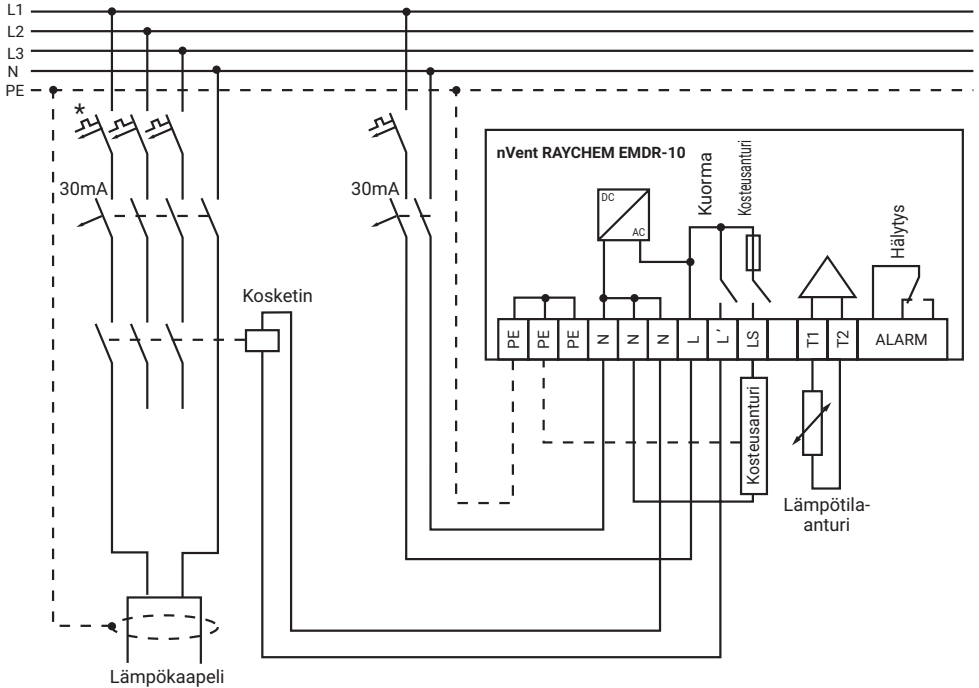 L1
L2
L3
N
PE
*
30mA
30mA
nVent RAYCHEM EMDR-10
DC
AC
Kuorma
Kosteusanturi
Hälytys
Kosketin
PE
PE
PE
N
N
N
L
L'
LS
T1
T2
ALARM
Kosteusanturi
Lämpötila-
anturi
Lämpökaapeli